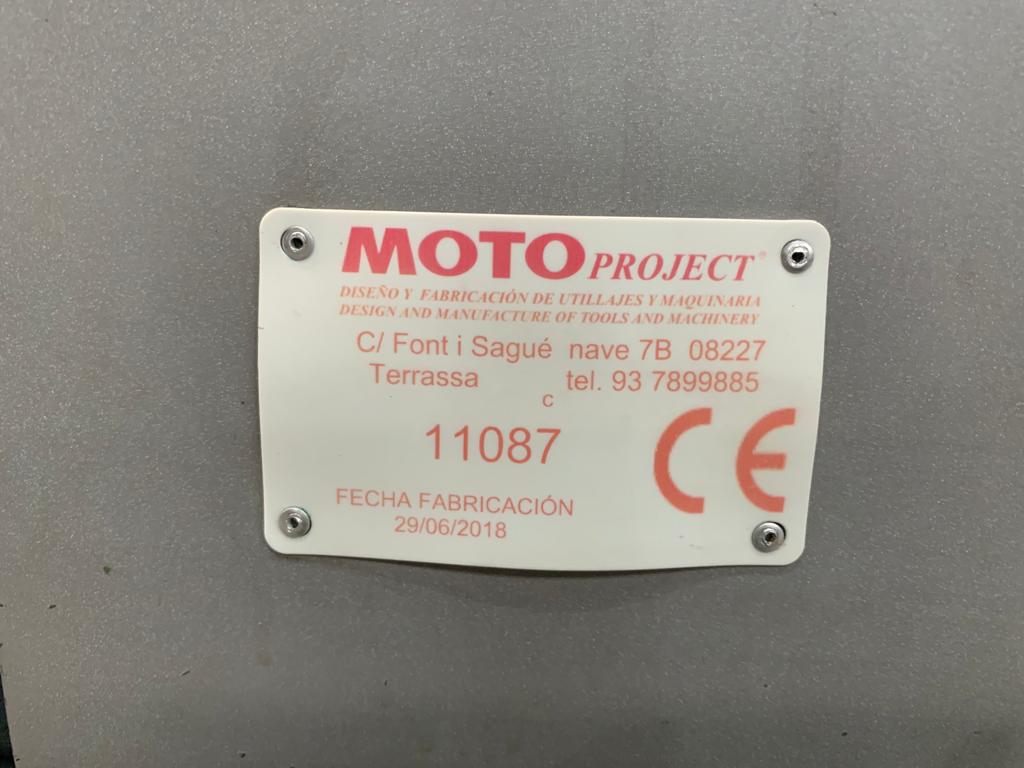 MOTO PROJECT®
DISEÑO Y FABRICACIÓN DE UTILLAJES Y MAQUINARIA
DESIGN AND MANUFACTURE OF TOOLS AND MACHINERY
C/ Font i Sagué nave 7B 08227
Terrassa tel. 93 7899885
c
11087
CE
FECHA FABRICACIÓN
29/06/2018